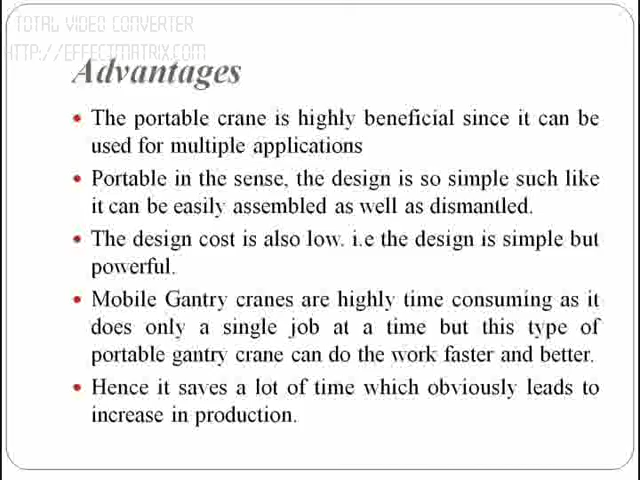 TOTAL VIDEO CONVERTER
HTTP://EFFECTMATRIX.COM
Advantages
• The portable crane is highly beneficial since it can be
used for multiple applications
• Portable in the sense, the design is so simple such like
it can be easily assembled as well as dismantled.
• The design cost is also low. i.e the design is simple but
powerful.
• Mobile Gantry cranes are highly time consuming as it
does only a single job at a time but this type of
portable gantry crane can do the work faster and better.
• Hence it saves a lot of time which obviously leads to
increase in production.